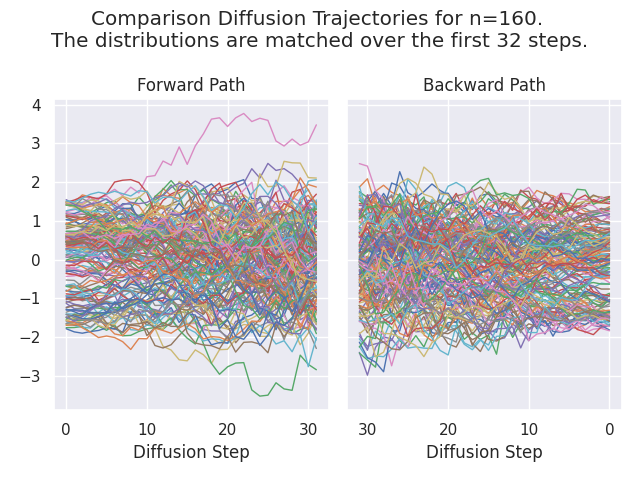 Comparison Diffusion Trajectories for n=160.
The distributions are matched over the first 32 steps.
Forward Path
Backward Path
4
3
2
1
0
−1
−2
−3
0 10 20 30
30 20 10 0
Diffusion Step
Diffusion Step